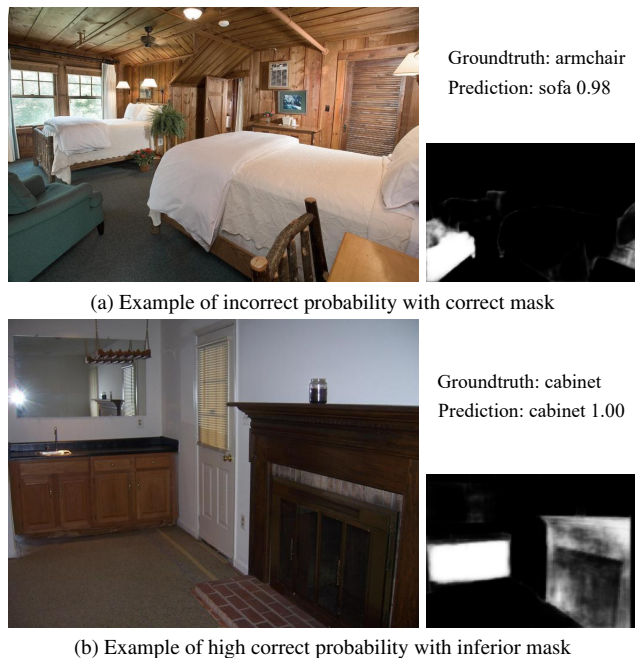 Groundtruth: armchair
Prediction: sofa 0.98
(a) Example of incorrect probability with correct mask
Groundtruth: cabinet
Prediction: cabinet 1.00
(b) Example of high correct probability with inferior mask